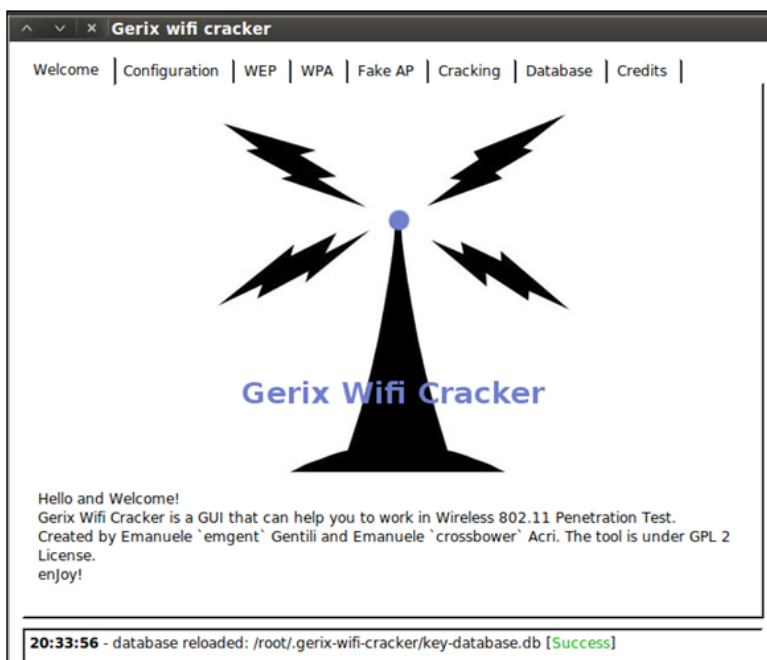 Gerix wifi cracker
Welcome Configuration WEP WPA Fake AP Cracking Database Credits
Gerix Wifi Cracker
Hello and Welcome!
Gerix Wifi Cracker is a GUI that can help you to work in Wireless 802.11 Penetration Test.
Created by Emanuele `emgent` Gentili and Emanuele `crossbower` Acri. The tool is under GPL 2
License.
enJoy!
20:33:56 - database reloaded: /root/.gerix-wifi-cracker/key-database.db [Success]